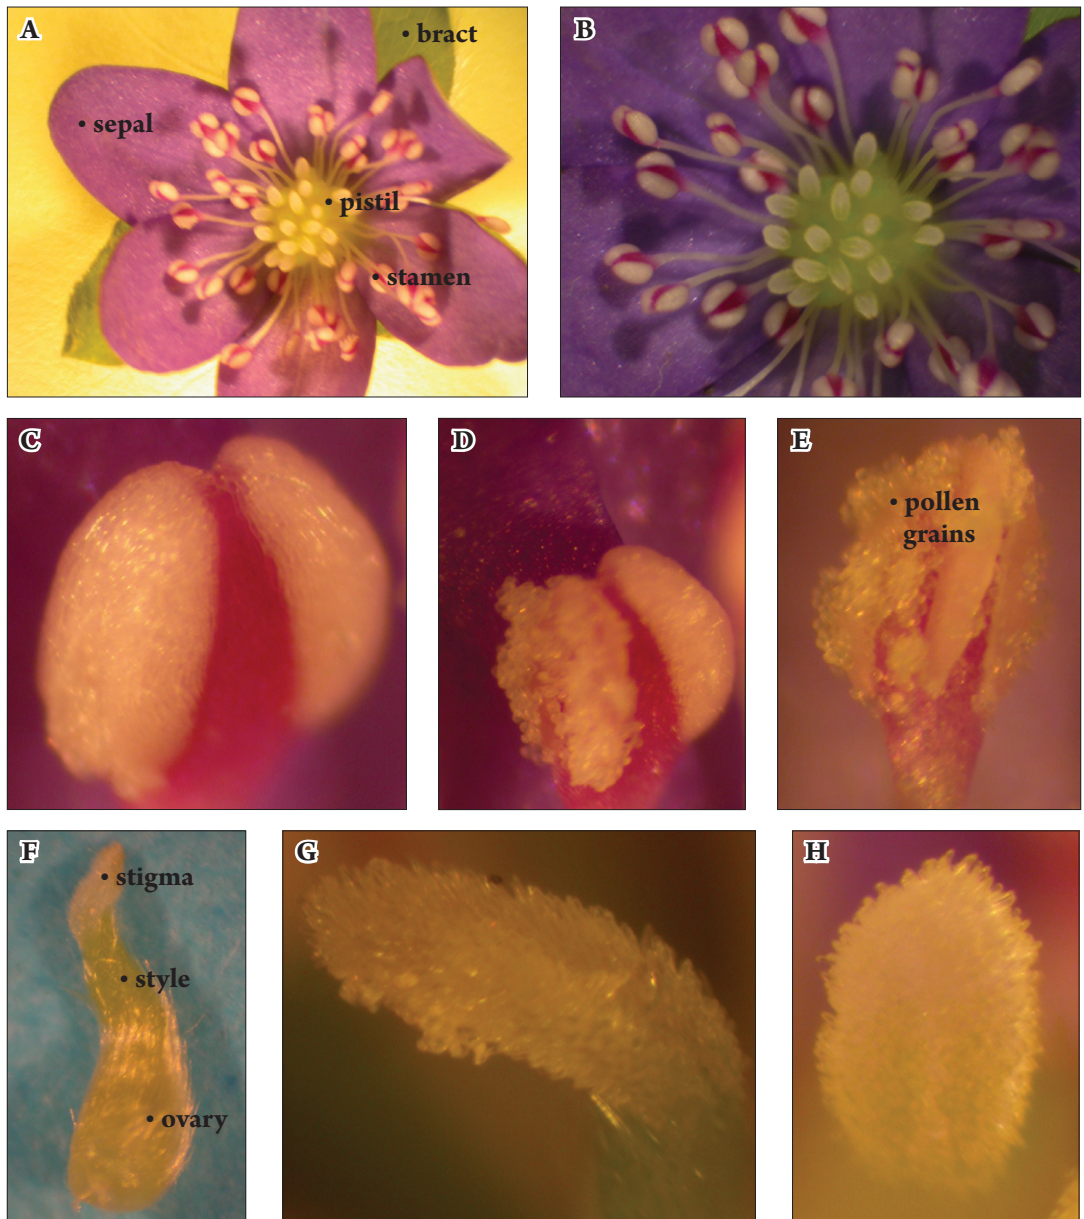 A
• bract
• sepal
• pistil
• stamen
B
C
D
E
• pollen
grains
F
• stigma
• style
• ovary
G
H